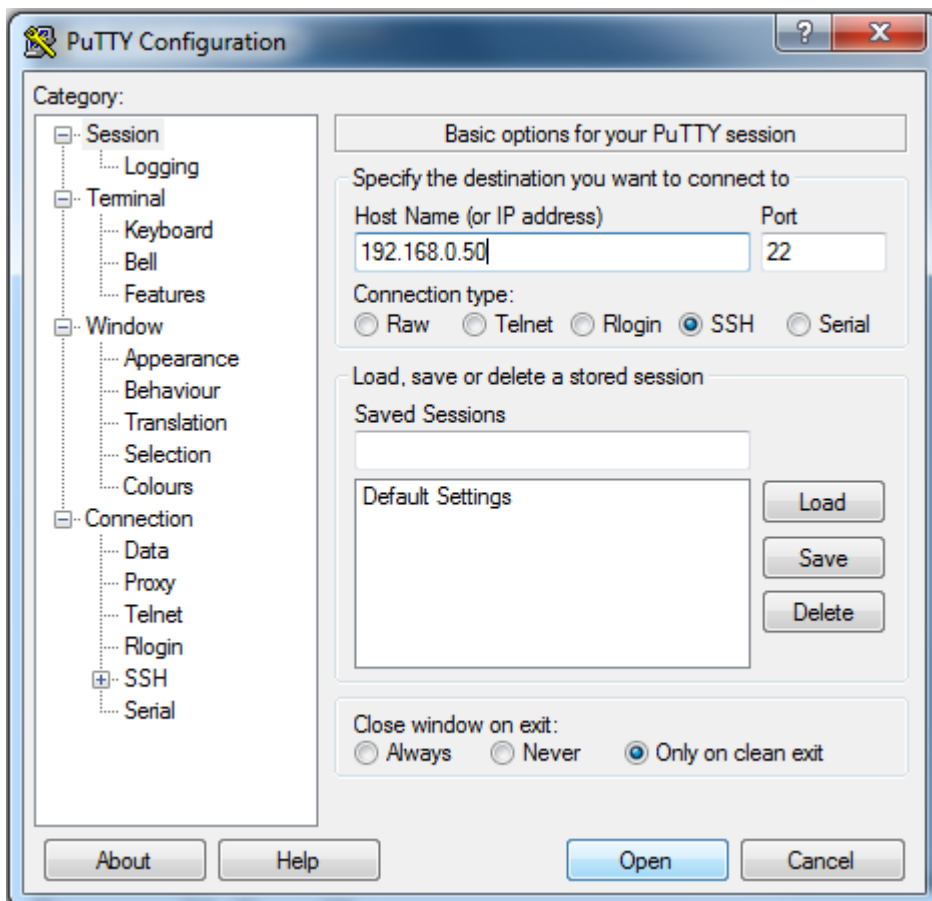 PuTTY Configuration
?
X
Category:
Session
Logging
Terminal
Keyboard
Bell
Features
Window
Appearance
Behaviour
Translation
Selection
Colours
Connection
Data
Proxy
Telnet
Rlogin
SSH
Serial
Basic options for your PuTTY session
Specify the destination you want to connect to
Host Name (or IP address) Port
192.168.0.50 22
Connection type:
Raw Telnet Rlogin SSH Serial
Load, save or delete a stored session
Saved Sessions
Default Settings
Load
Save
Delete
Close window on exit:
Always Never Only on clean exit
About Help Open Cancel